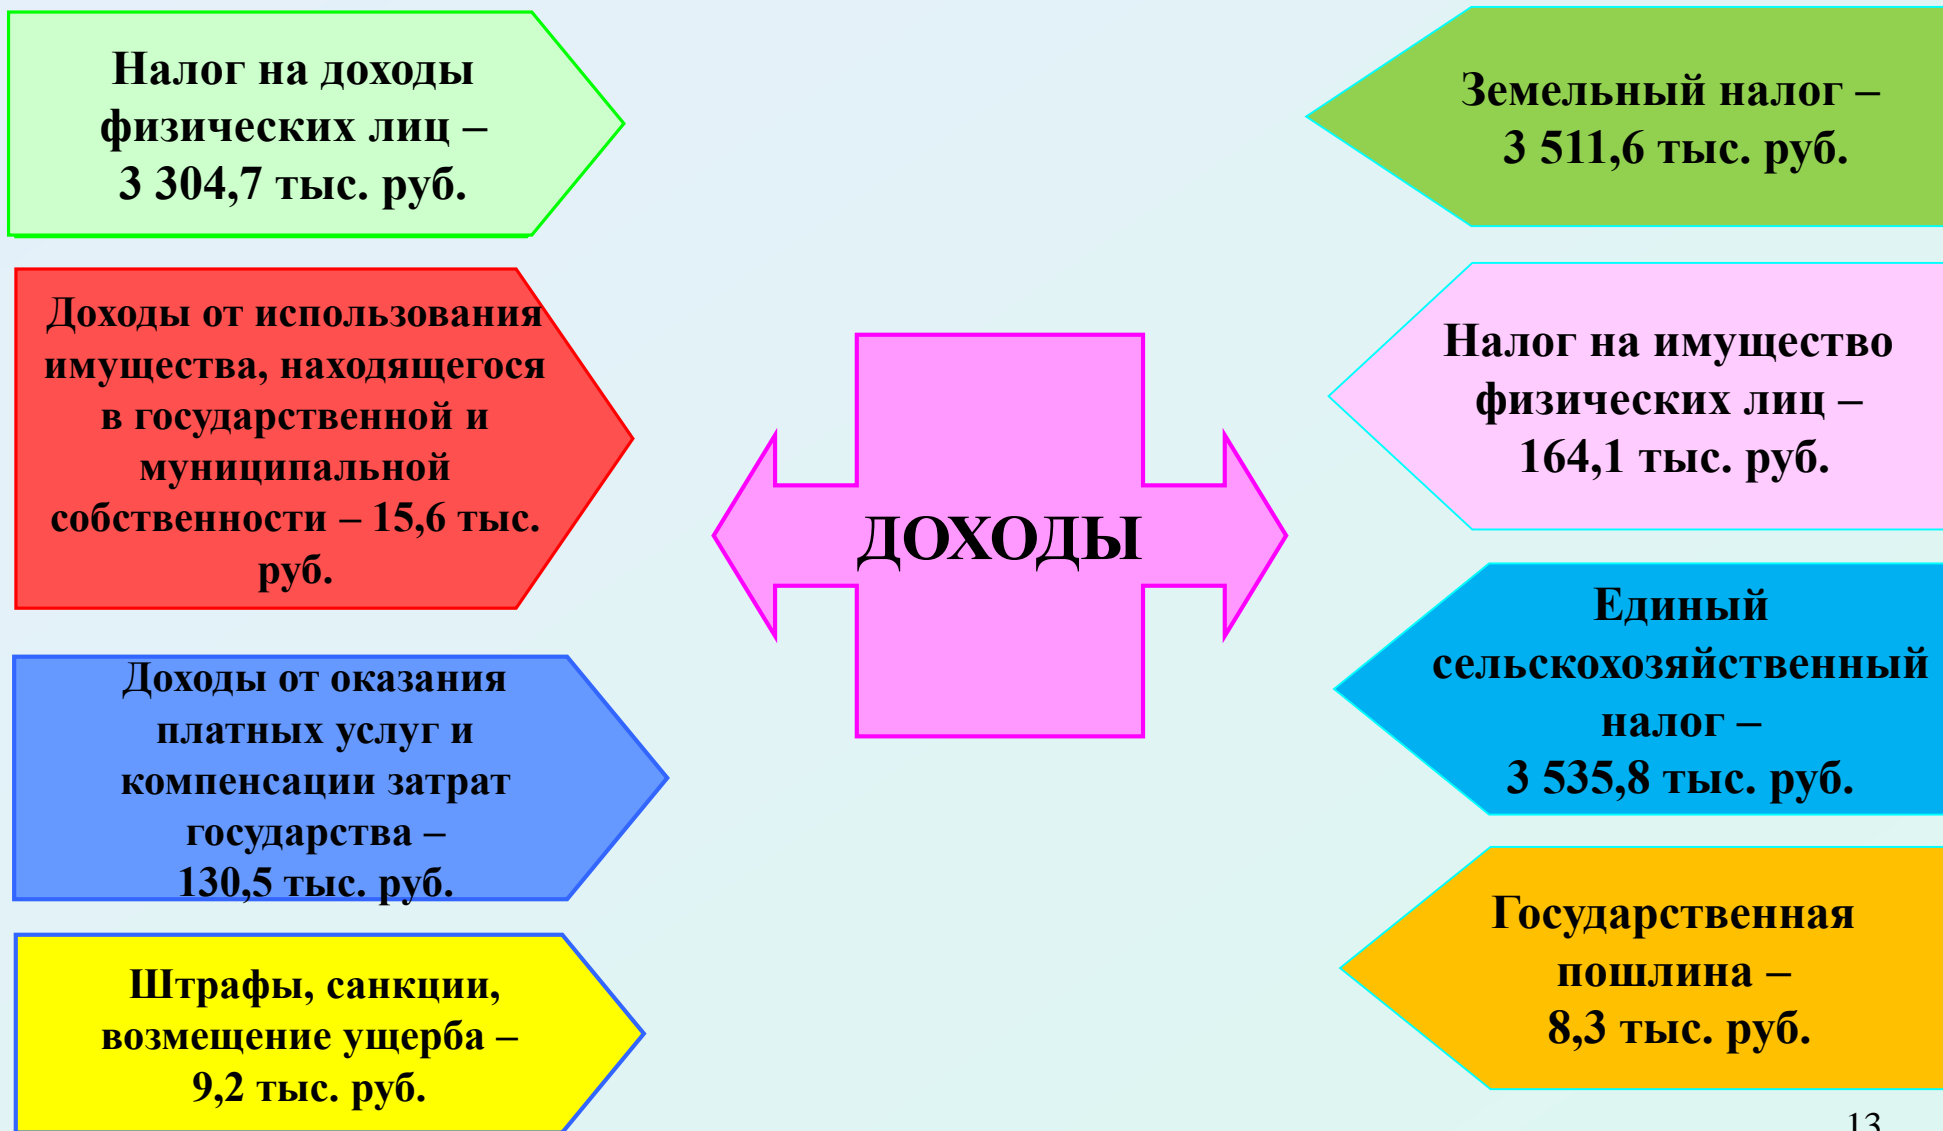 Налог на доходы
физических лиц –
3 304,7 тыс. руб.
Доходы от использования
имущества, находящегося
в государственной и
муниципальной
собственности – 15,6 тыс.
руб.
Доходы от оказания
платных услуг и
компенсации затрат
государства –
130,5 тыс. руб.
Штрафы, санкции,
возмещение ущерба –
9,2 тыс. руб.
ДОХОДЫ
Земельный налог –
3 511,6 тыс. руб.
Налог на имущество
физических лиц –
164,1 тыс. руб.
Единый
сельскохозяйственный
налог –
3 535,8 тыс. руб.
Государственная
пошлина –
8,3 тыс. руб.
13